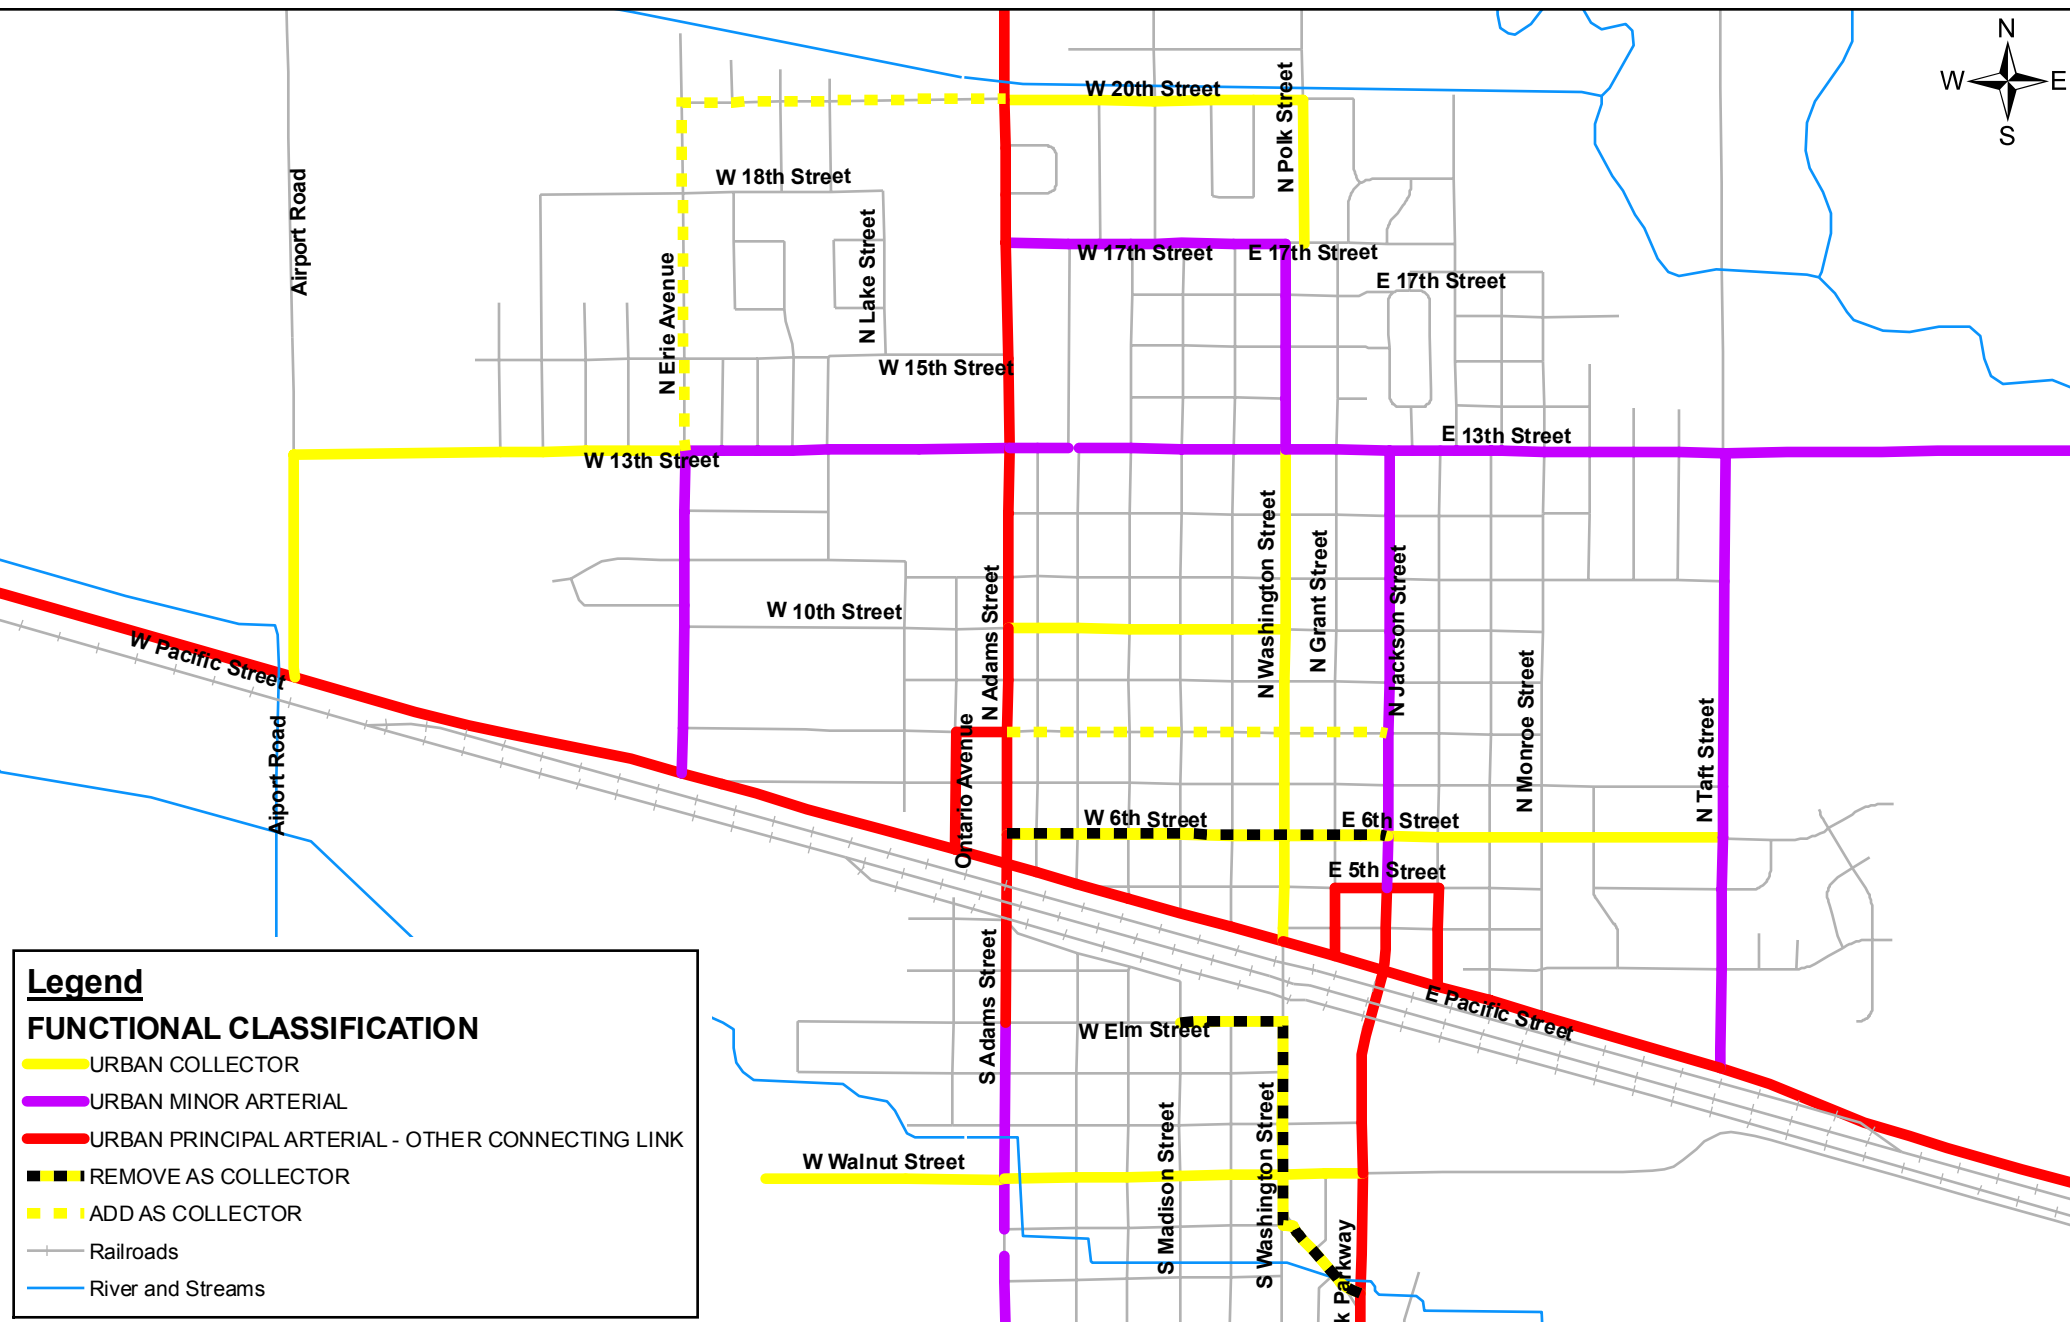 N
W
E
S
W 20th Street
N Polk Street
W 18th Street
Airport Road
N Lake Street
N Erie Avenue
W 17th Street
E 17th Street
E 17th Street
W 15th Street
E 13th Street
W 13th Street
N Washington Street
N Grant Street
N Jackson Street
N Adams Street
W 10th Street
W Pacific Street
N Monroe Street
N Taft Street
Aiport Road
Ontario Avenue
W 6th Street
E 6th Street
E 5th Street
S Adams Street
E Pacific Street
W Elm Street
S Madison Street
S Washington Street
W Walnut Street
k Parkway
Legend
FUNCTIONAL CLASSIFICATION
URBAN COLLECTOR
URBAN MINOR ARTERIAL
URBAN PRINCIPAL ARTERIAL - OTHER CONNECTING LINK
REMOVE AS COLLECTOR
ADD AS COLLECTOR
Railroads
River and Streams